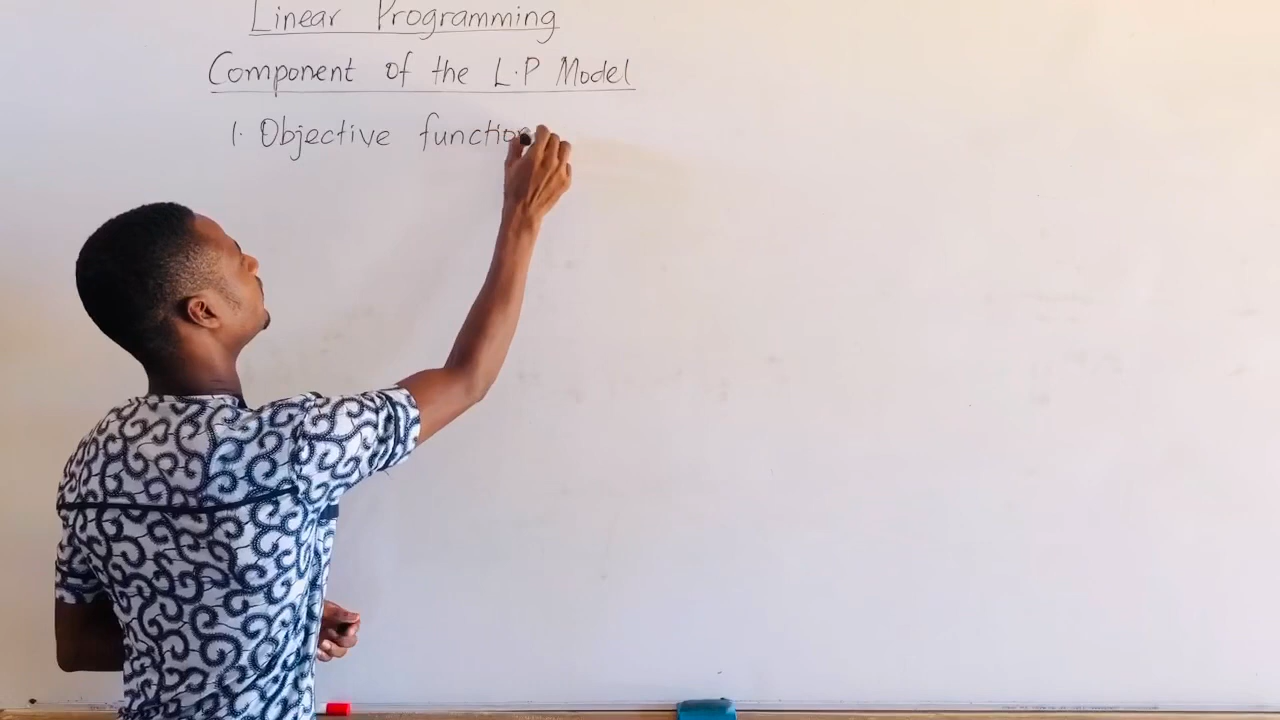 Linear Programming
Component of the L.P Model
1. Objective function